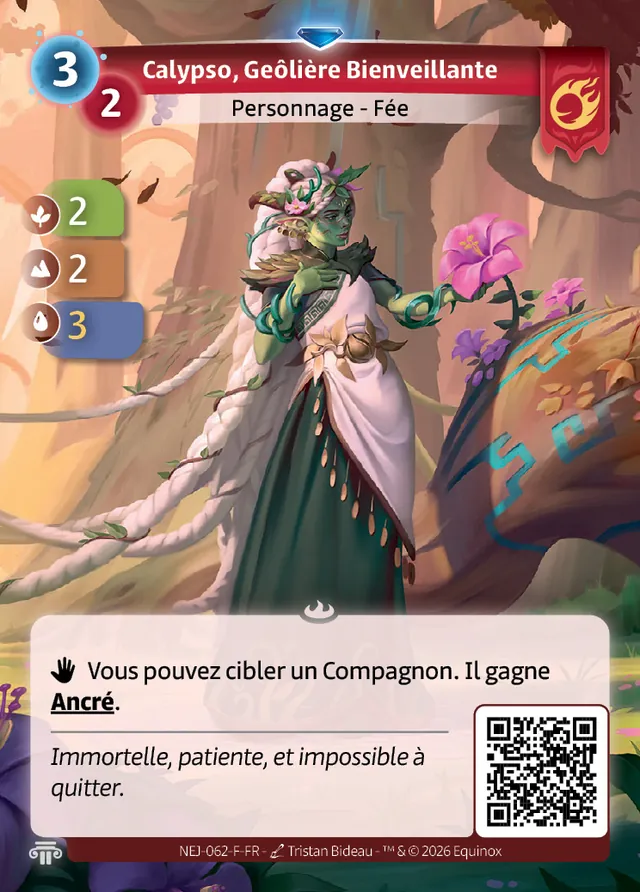 3
2
Calypso, Geôlière Bienveillante
Personnage - Fée
2
2
3
Vous pouvez cibler un Compagnon. Il gagne
Ancré.
Immortelle, patiente, et impossible à
quitter.
NEJ-062-F-FR - Tristan Bideau - ™ & © 2026 Equinox